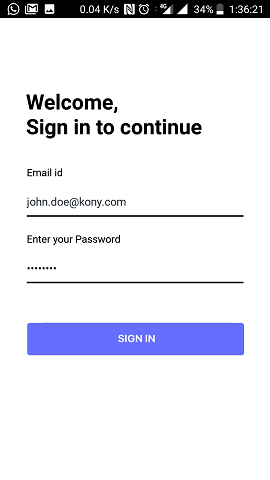 0.04 K/s 4G 34% 1:36:21
Welcome,
Sign in to continue
Email id
john.doe@kony.com
Enter your Password
••••••••
SIGN IN